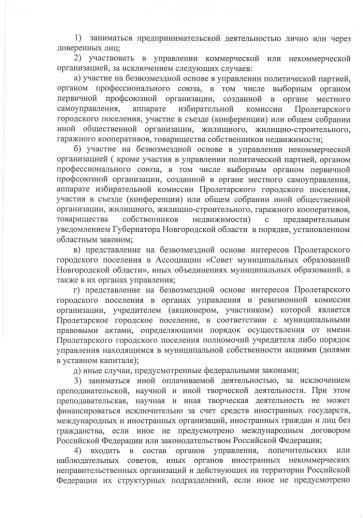 1) заниматься предпринимательской деятельностью лично или через
доверенных лиц;
2) участвовать в управлении коммерческой или некоммерческой
организацией, за исключением следующих случаев:
а) участие на безвозмездной основе в управлении политической партией,
органом профессионального союза, в том числе выборным органом
первичной профсоюзной организации, созданной в органе местного
самоуправления, аппарате избирательной комиссии Пролетарского
городского поселения, участие в съезде (конференции) или общем собрании
иной общественной организации, жилищного, жилищно-строительного,
гаражного кооперативов, товарищества собственников недвижимости;
б) участие на безвозмездной основе в управлении некоммерческой
организацией ( кроме участия в управлении политической партией, органом
профессионального союза, в том числе выборным органом первичной
профсоюзной организации, созданной в органе местного самоуправления,
аппарате избирательной комиссии Пролетарского городского поселения,
участия в съезде (конференции) или общем собрании иной общественной
организации, жилищного, жилищно-строительного, гаражного кооперативов,
товарищества собственников недвижимости) с предварительным
уведомлением Губернатора Новгородской области в порядке, установленном
областным законом;
в) представление на безвозмездной основе интересов Пролетарского
городского поселения в Ассоциации «Совет муниципальных образований
Новгородской области», иных объединениях муниципальных образований, а
также в их органах управления;
г) представление на безвозмездной основе интересов Пролетарского
городского поселения в органах управления и ревизионной комиссии
организации, учредителем (акционером, участником) которой является
Пролетарское городское поселение, в соответствии с муниципальными
правовыми актами, определяющими порядок осуществления от имени
Пролетарского городского поселения полномочий учредителя либо порядок
управления находящимися в муниципальной собственности акциями (долями
в уставном капитале);
д) иные случаи, предусмотренные федеральными законами;
3) заниматься иной оплачиваемой деятельностью, за исключением
преподавательской, научной и иной творческой деятельности. При этом
преподавательская, научная и иная творческая деятельность не может
финансироваться исключительно за счет средств иностранных государств,
международных и иностранных организаций, иностранных граждан и лиц без
гражданства, если иное не предусмотрено международным договором
Российской Федерации или законодательством Российской Федерации;
4) входить в состав органов управления, попечительских или
наблюдательных советов, иных органов иностранных некоммерческих
неправительственных организаций и действующих на территории Российской
Федерации их структурных подразделений, если иное не предусмотрено